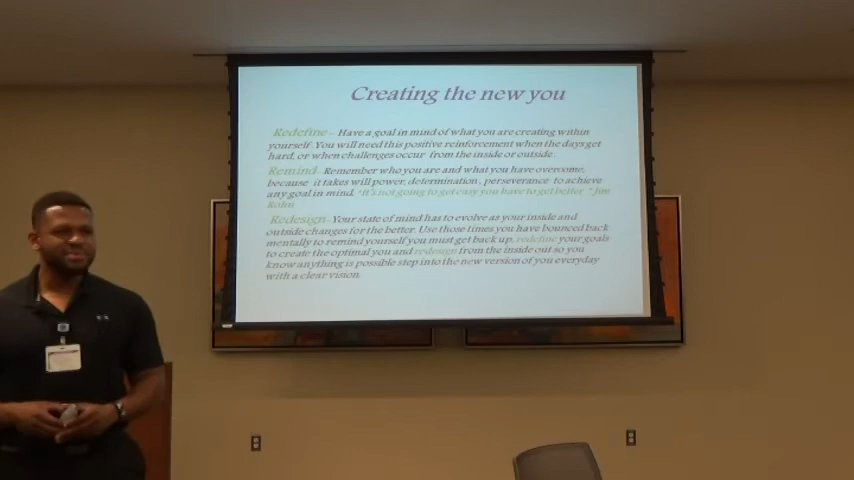 Creating the new you
Redefine - Have a goal in mind of what you are creating within
yourself. You will need this positive reinforcement when the days get
hard, or when challenges occur from the inside or outside.
Remind- Remember who you are and what you have overcome,
because it takes will power, determination, perseverance to achieve
any goal in mind. "It's not going to get easy you have to get better" Jim
Rohn
Redesign- Your state of mind has to evolve as your inside and
outside changes for the better. Use those times you have bounced back
mentally to remind yourself you must get back up, redefine your goals
to create the optimal you and redesign from the inside out so you
know anything is possible step into the new version of you everyday
with a clear vision.